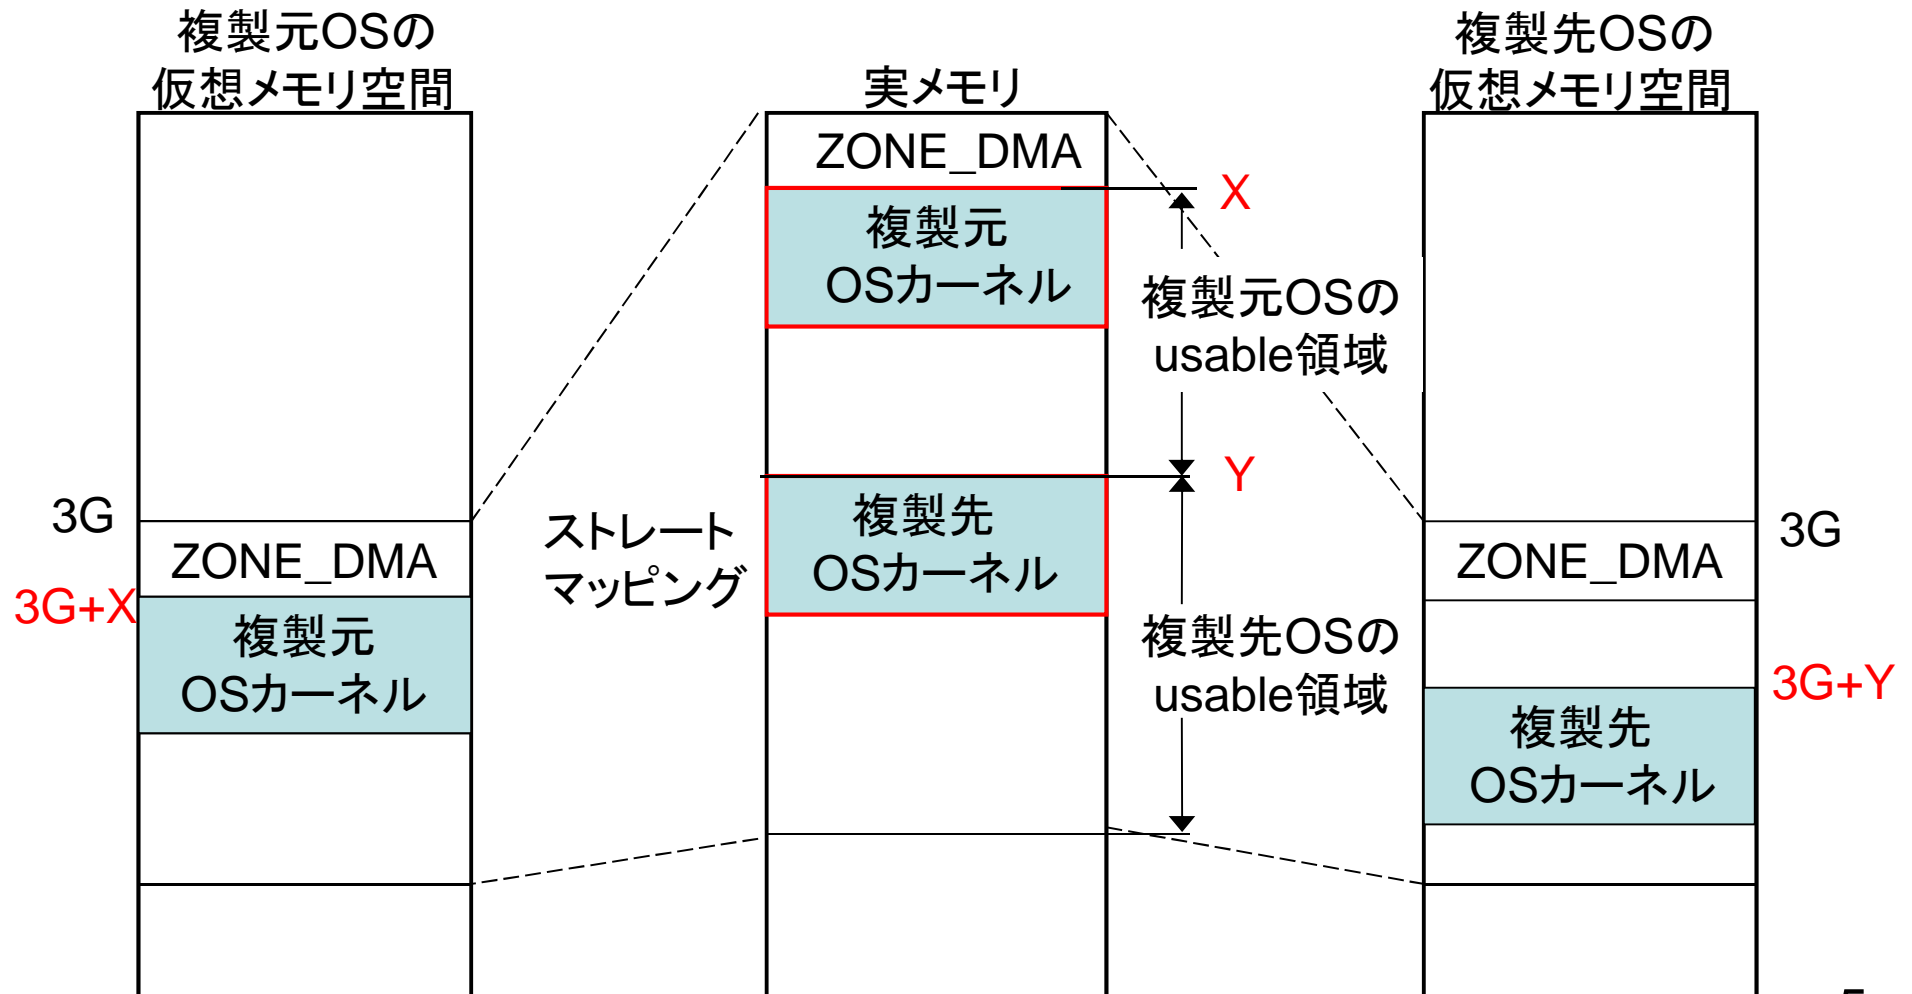 複製元OSの
仮想メモリ空間
実メモリ
複製先OSの
仮想メモリ空間
ZONE_DMA
X
複製元
OSカーネル
複製元OSの
usable領域
Y
3G
ZONE_DMA
3G+X
複製元
OSカーネル
ストレート
マッピング
複製先
OSカーネル
複製先OSの
usable領域
3G
ZONE_DMA
3G+Y
複製先
OSカーネル